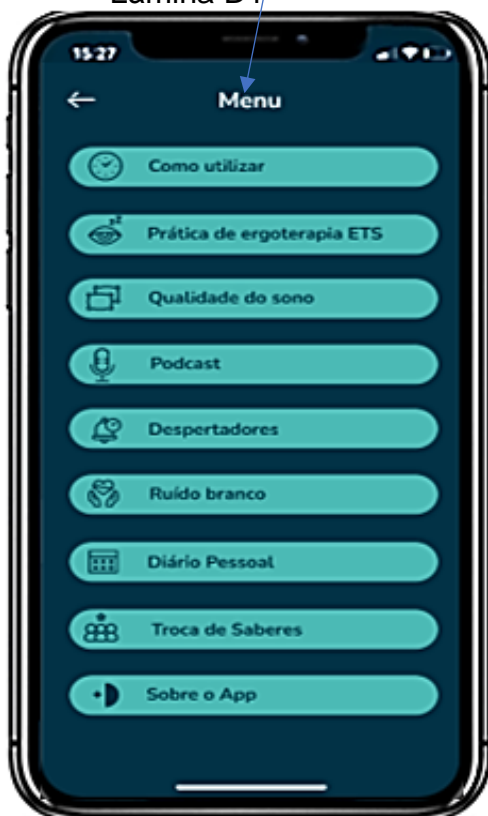 15:27
Menu
Como utilizar
Prática de ergoterapia ETS
Qualidade do sono
Podcast
Despertadores
Ruído branco
Diário Pessoal
Troca de Saberes
Sobre o App